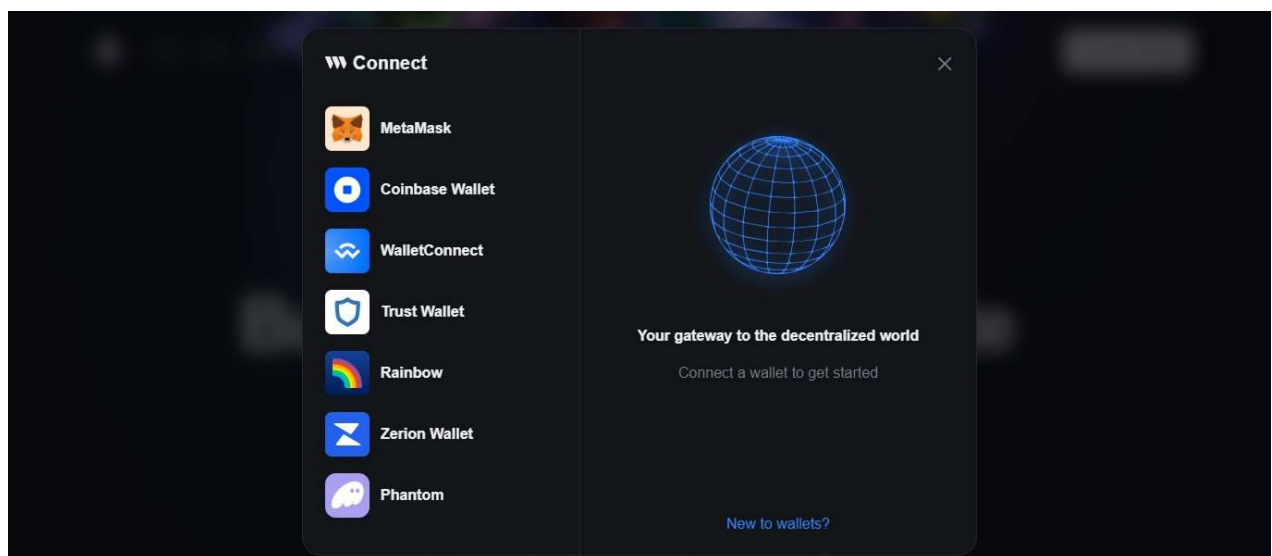 Connect
MetaMask
Coinbase Wallet
WalletConnect
Trust Wallet
Rainbow
Zerion Wallet
Phantom
Your gateway to the decentralized world
Connect a wallet to get started
New to wallets?